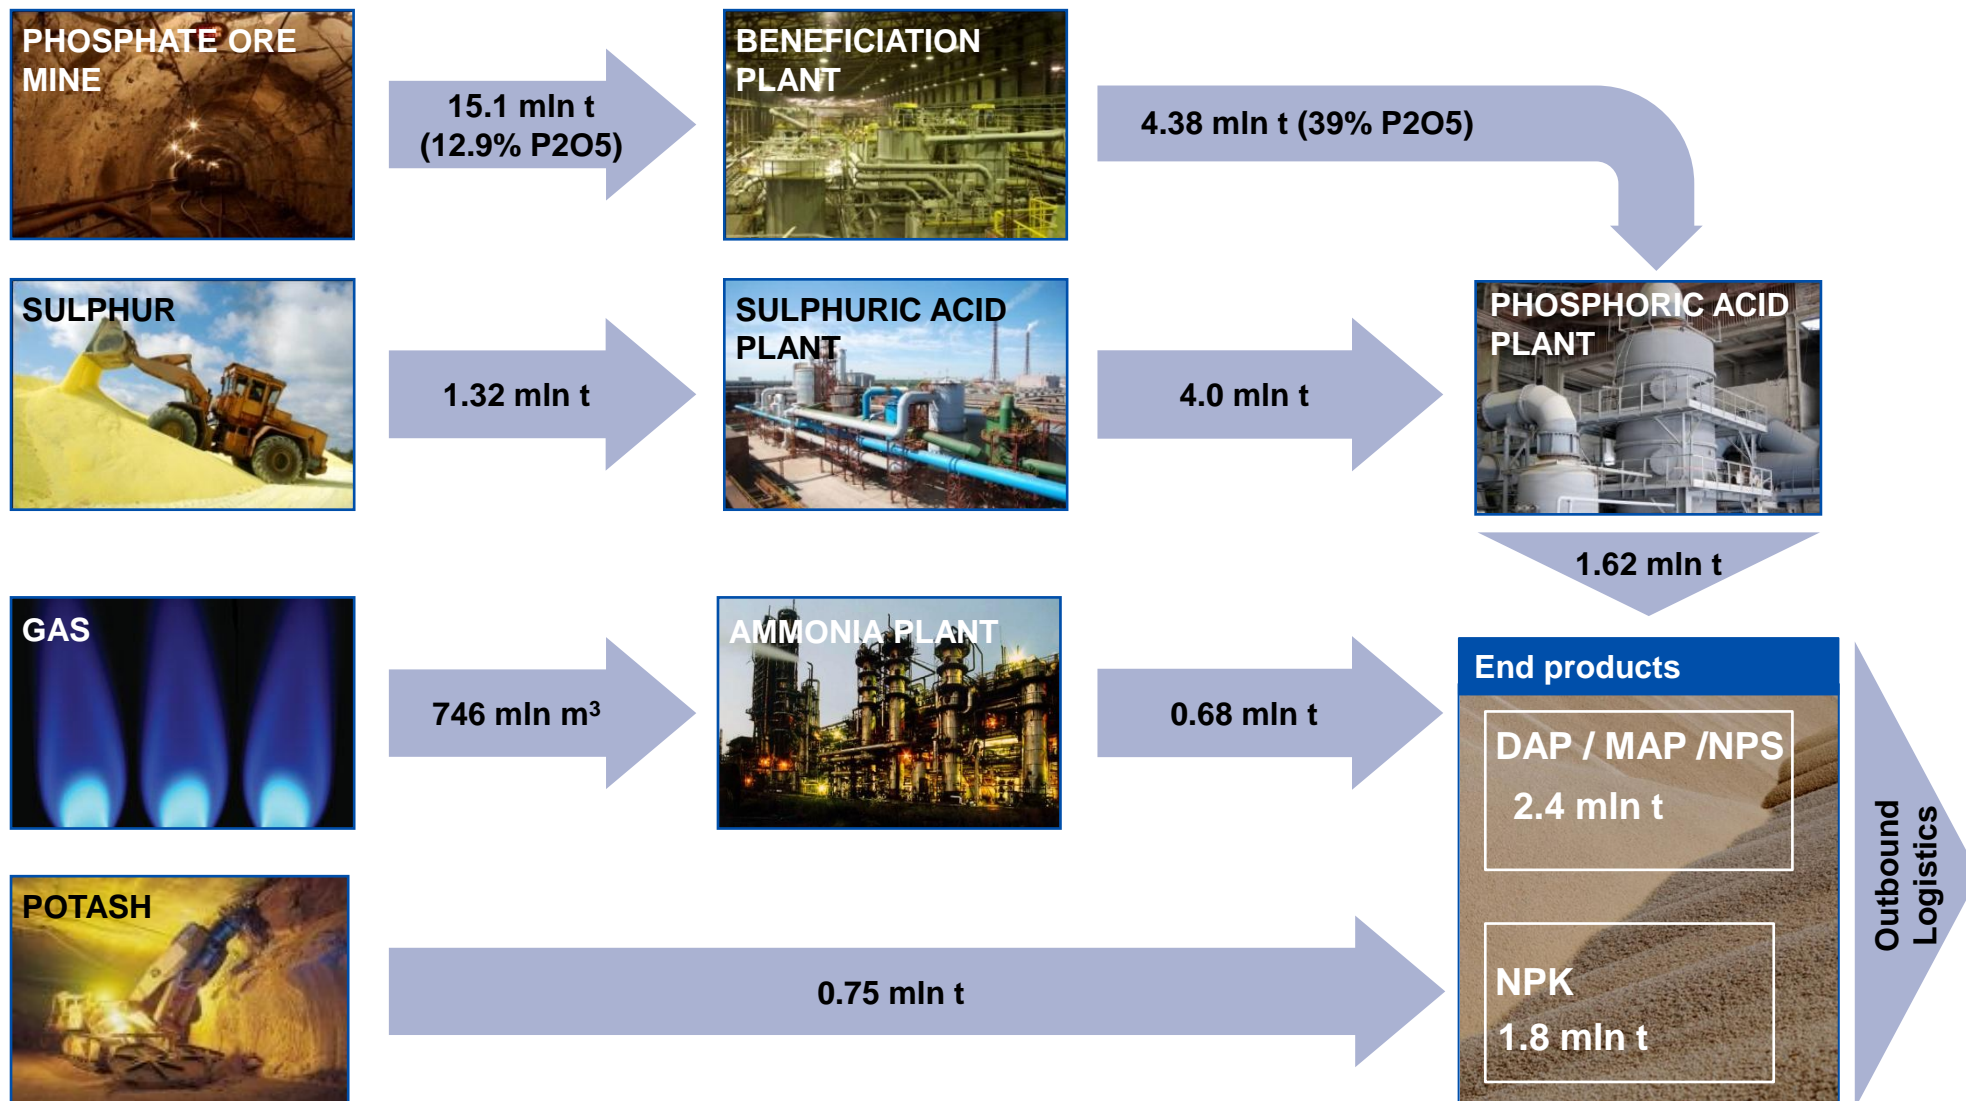 PHOSPHATE ORE
MINE
15.1 mln t
(12.9% P2O5)
BENEFICIATION
PLANT
4.38 mln t (39% P2O5)
SULPHUR
1.32 mln t
SULPHURIC ACID
PLANT
4.0 mln t
PHOSPHORIC ACID
PLANT
1.62 mln t
GAS
746 mln m³
AMMONIA PLANT
0.68 mln t
End products
DAP / MAP /NPS
2.4 mln t
POTASH
0.75 mln t
NPK
1.8 mln t
Outbound
Logistics